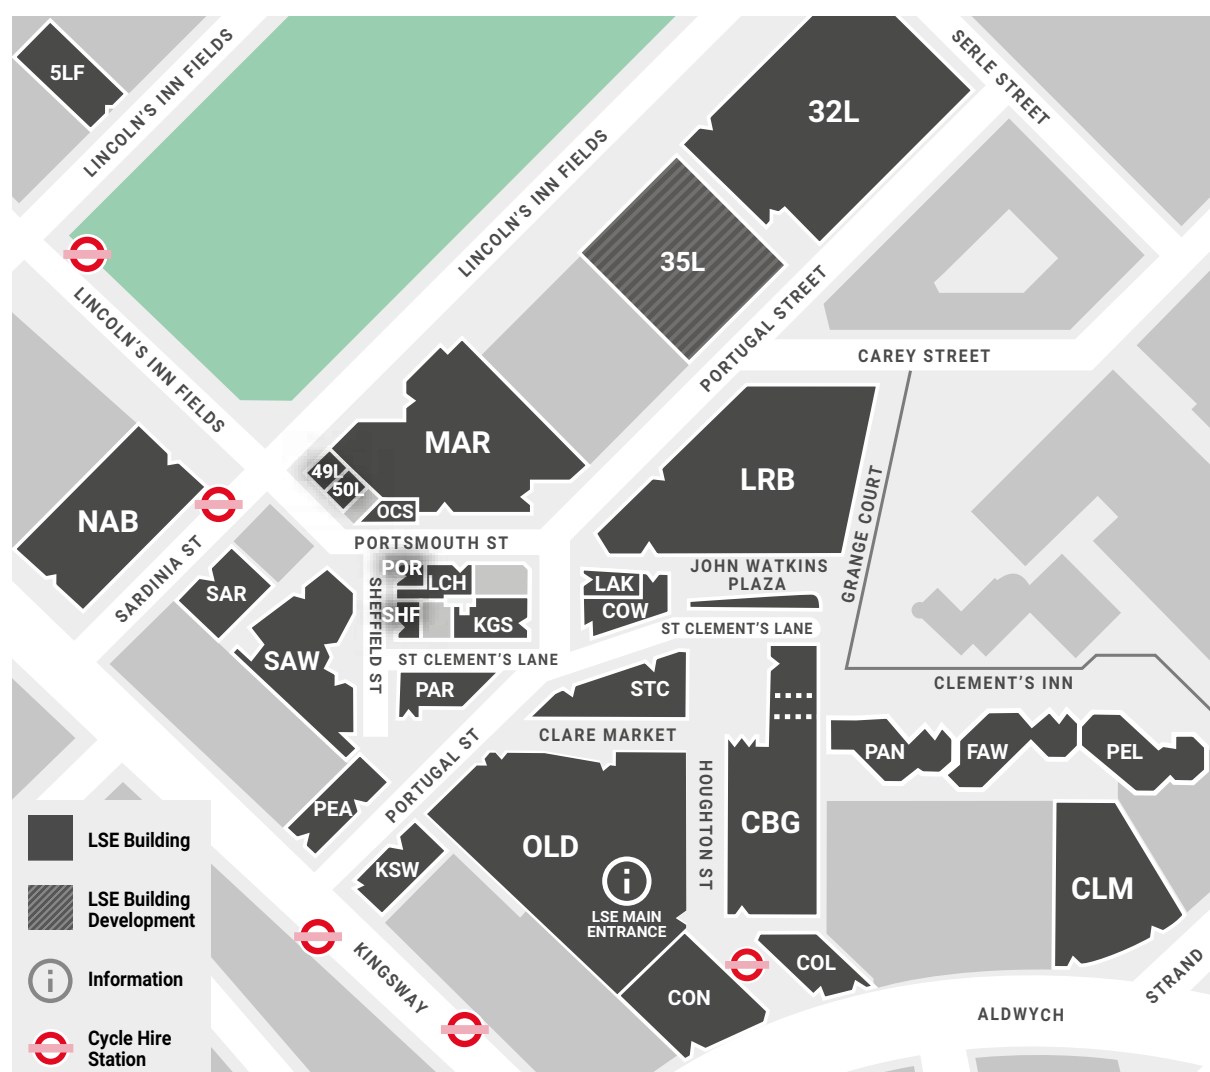 5LF
LINCOLN'S INN FIELDS
SERLE STREET
32L
LINCOLN'S INN FIELDS
35L
PORTUGAL STREET
LINCOLN'S INN FIELDS
CAREY STREET
MAR
49L
50L
OCS
LRB
NAB
PORTSMOUTH ST
GRANGE COURT
SARDINIA ST
POR
LCH
JOHN WATKINS
PLAZA
LAK
COW
SAR
SHEFFIELD ST
SHF
KGS
ST CLEMENT'S LANE
SAW
ST CLEMENT'S LANE
PAR
STC
CLEMENT'S INN
CLARE MARKET
PAN
FAW
PEL
PORTUGAL ST
HOUGHTON ST
PEA
CBG
OLD
KSW
CLM
LSE MAIN
ENTRANCE
COL
CON
KINGSWAY
STRAND
ALDWYCH
LSE Building
LSE Building
Development
Information
Cycle Hire
Station